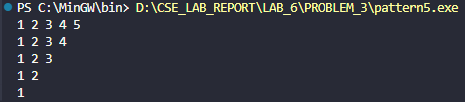 PS C:\MinGW\bin> D:\CSE_LAB_REPORT\LAB_6\PROBLEM_3\pattern5.exe
1 2 3 4 5
1 2 3 4
1 2 3
1 2
1